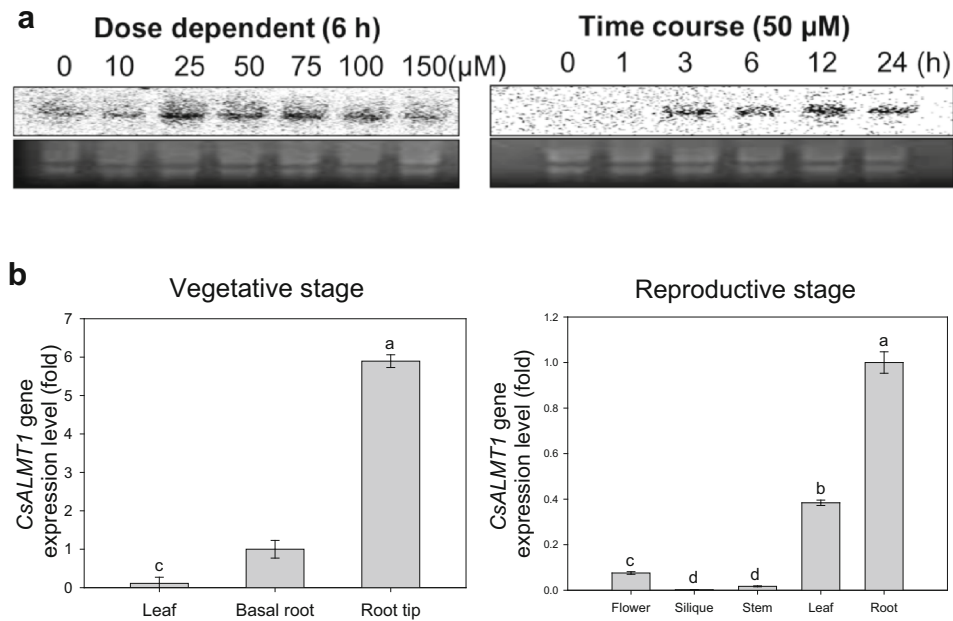 a
Dose dependent (6 h)
0 10 25 50 75 100 150(µM)
Time course (50 µM)
0 1 3 6 12 24 (h)
b
Vegetative stage
CsALMT1 gene
expression level (fold)
7
6
5
4
3
2
1
0
a
c
Leaf Basal root Root tip
Reproductive stage
CsALMT1 gene
expression level (fold)
1.2
1.0
0.8
0.6
0.4
0.2
0.0
a
b
c
d
d
Flower Silique Stem Leaf Root